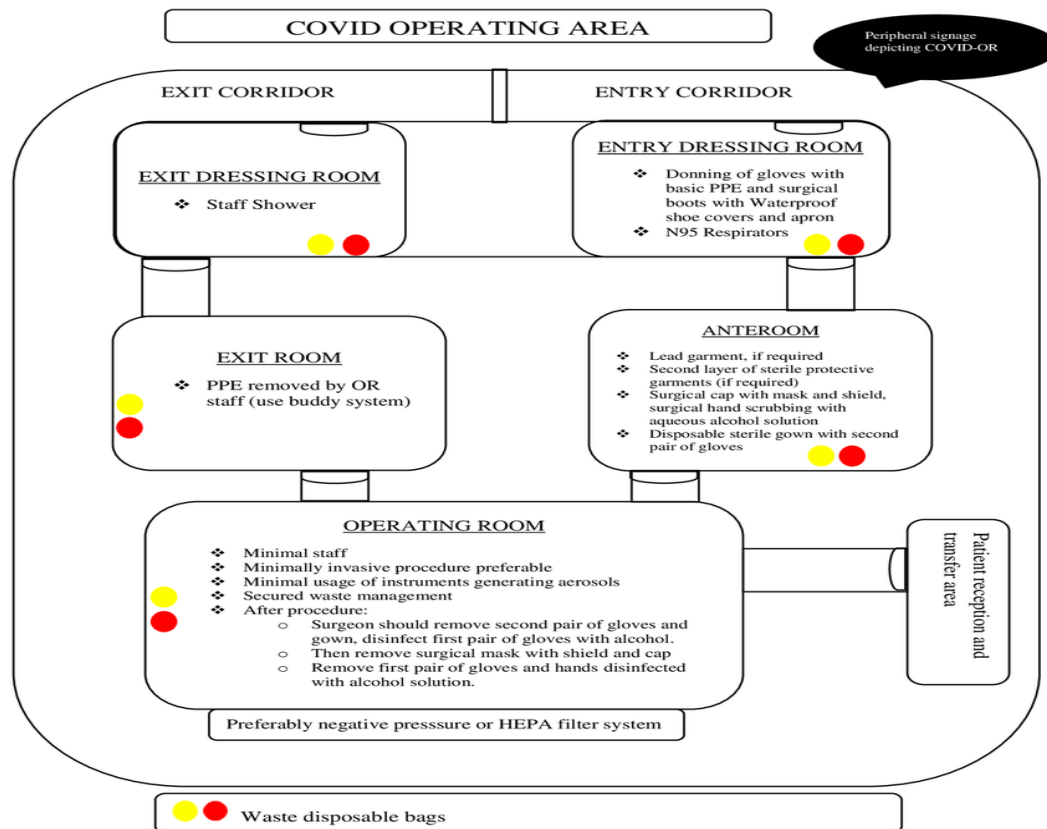 COVID OPERATING AREA
Peripheral signage
depicting COVID-OR
EXIT CORRIDOR
ENTRY CORRIDOR
EXIT DRESSING ROOM
❖ Staff Shower
ENTRY DRESSING ROOM
❖ Donning of gloves with
basic PPE and surgical
boots with Waterproof
shoe covers and apron
❖ N95 Respirators
EXIT ROOM
❖ PPE removed by OR
staff (use buddy system)
ANTEROOM
❖ Lead garment, if required
❖ Second layer of sterile protective
garments (if required)
❖ Surgical cap with mask and shield,
surgical hand scrubbing with
aqueous alcohol solution
❖ Disposable sterile gown with second
pair of gloves
OPERATING ROOM
❖ Minimal staff
❖ Minimally invasive procedure preferable
❖ Minimal usage of instruments generating aerosols
❖ Secured waste management
❖ After procedure:
o Surgeon should remove second pair of gloves and
gown, disinfect first pair of gloves with alcohol.
o Then remove surgical mask with shield and cap
o Remove first pair of gloves and hands disinfected
with alcohol solution.
Patient reception and
transfer area
Preferably negative presssure or HEPA filter system
Waste disposable bags